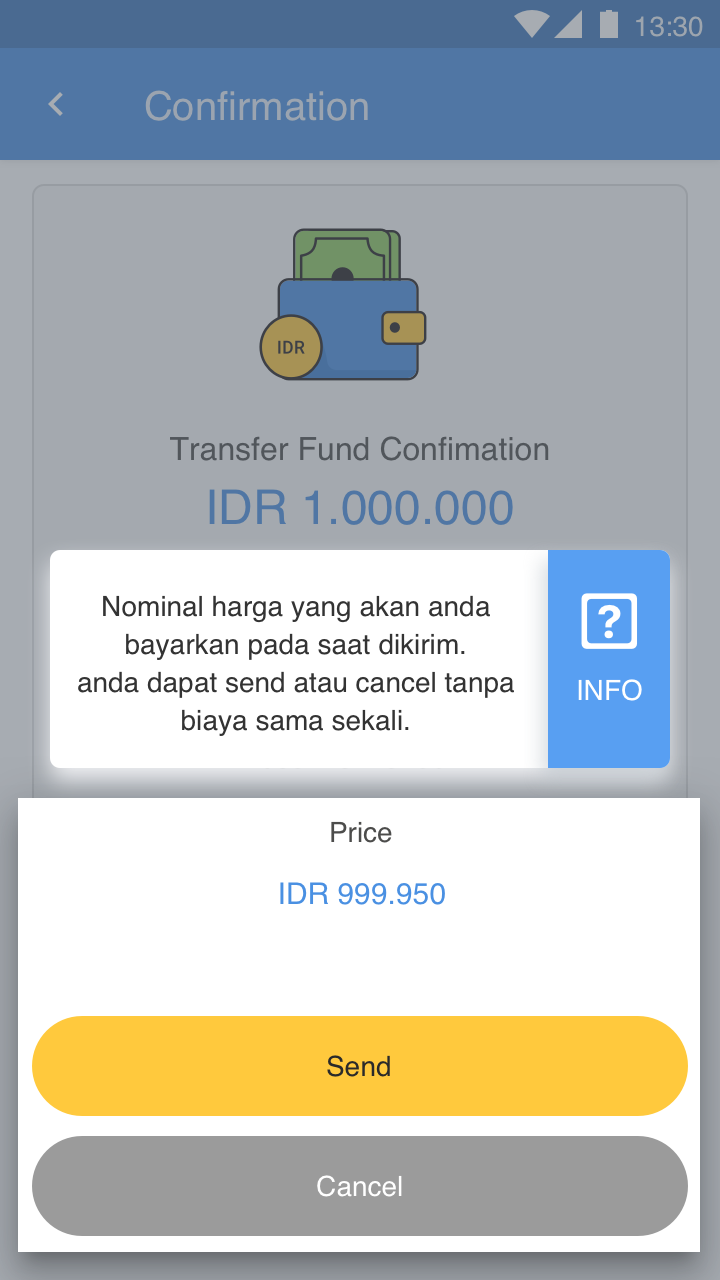 13:30
Confirmation
IDR
Transfer Fund Confimation
IDR 1.000.000
Nominal harga yang akan anda
bayarkan pada saat dikirim.
anda dapat send atau cancel tanpa
biaya sama sekali.
?
INFO
Price
IDR 999.950
Send
Cancel